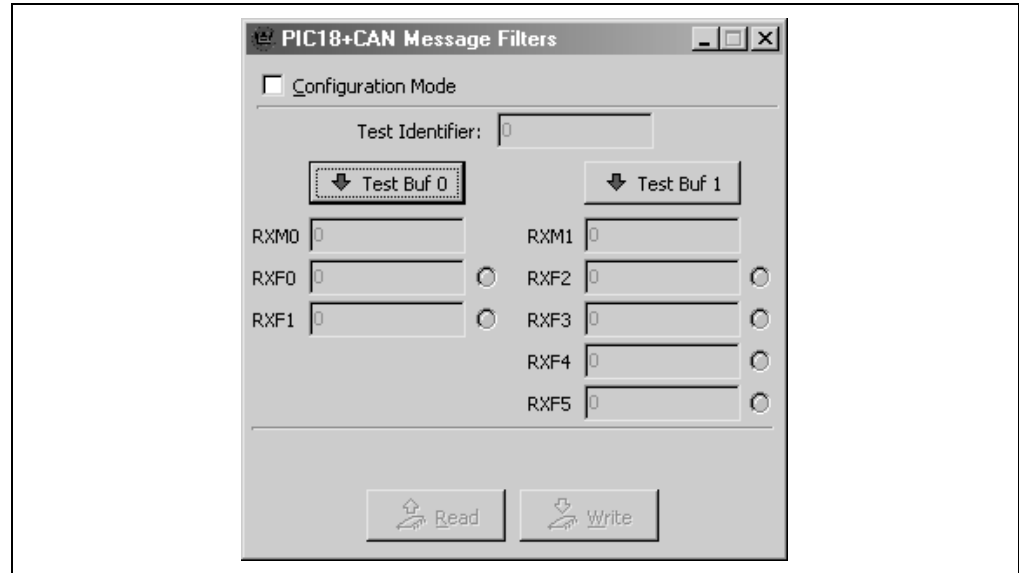 PIC18+CAN Message Filters
Configuration Mode
Test Identifier: 0
Test Buf 0 Test Buf 1
RXM0 0 RXM1 0
RXF0 0 RXF2 0
RXF1 0 RXF3 0
RXF4 0
RXF5 0
Read Write